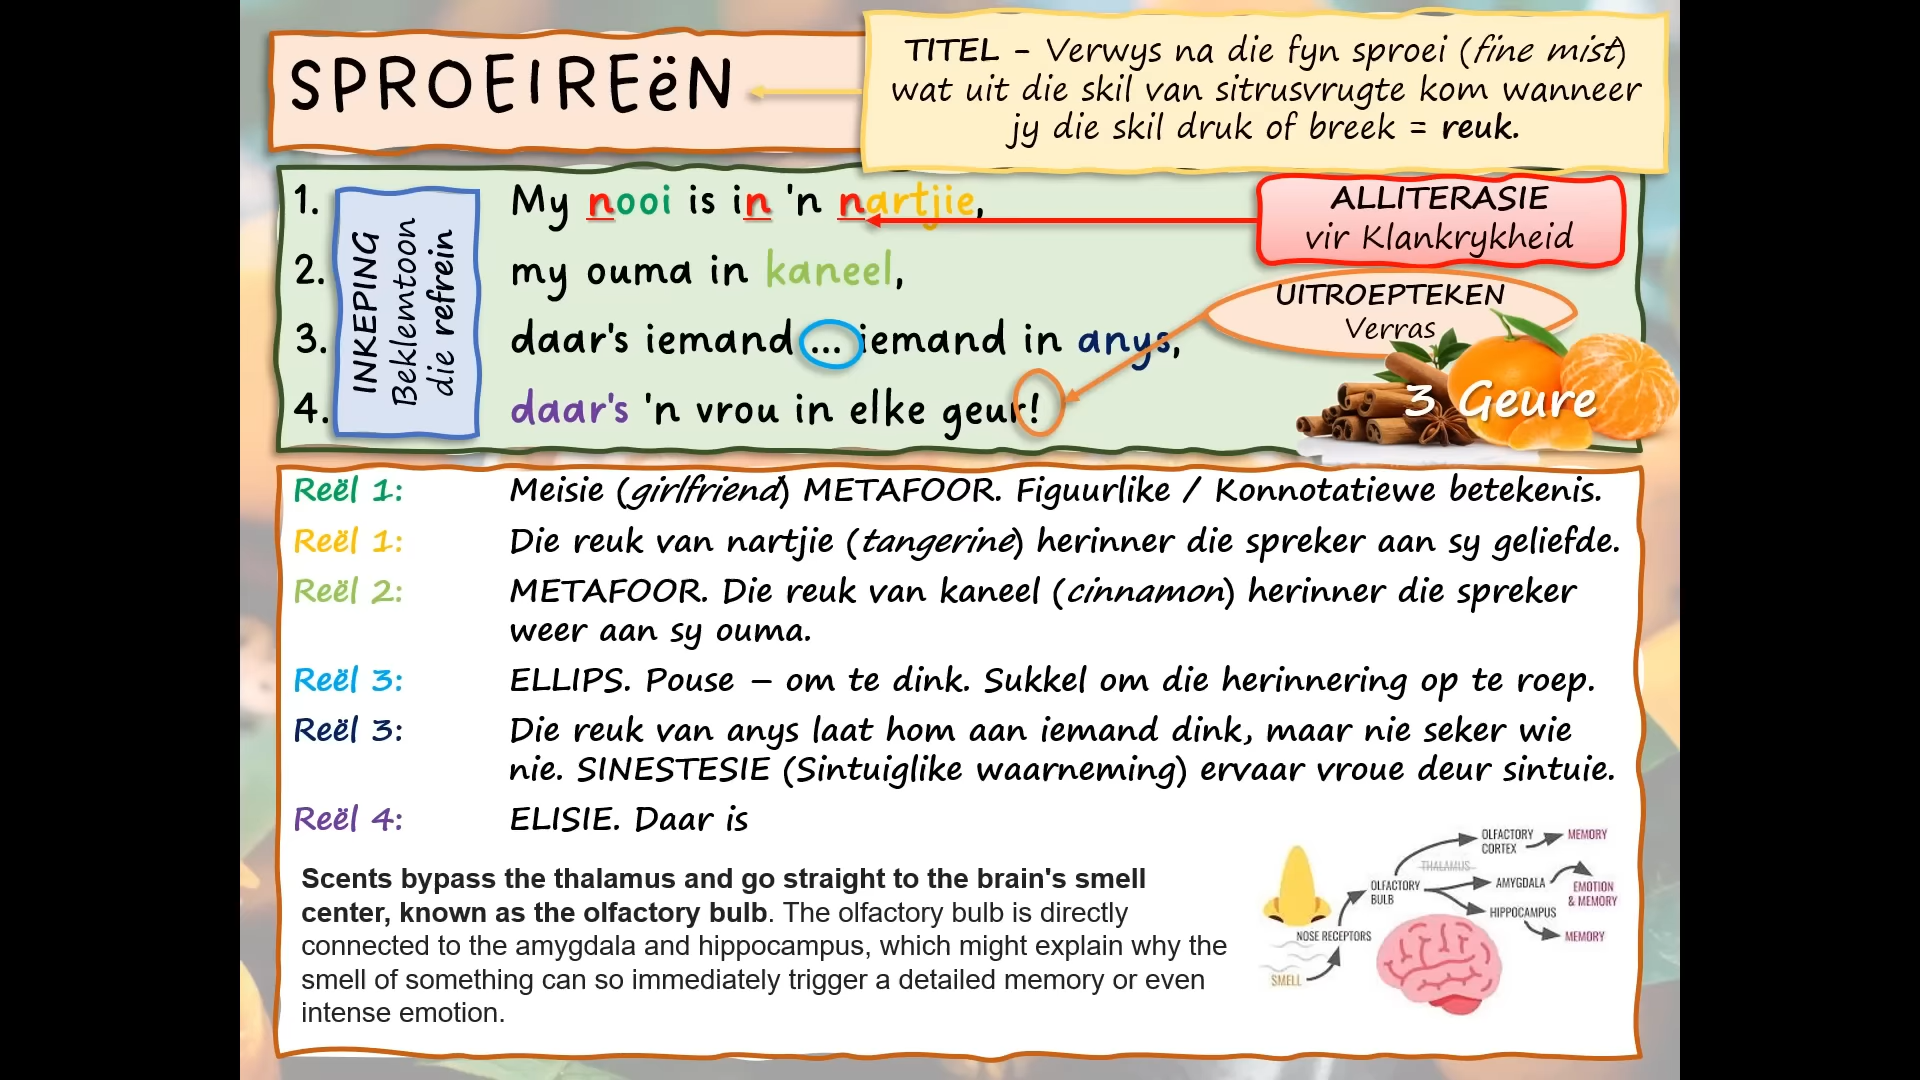 SPROEIREëN
TITEL – Verwys na die fyn sproei (fine mist)
wat uit die skil van sitrusvrugte kom wanneer
jy die skil druk of breek = reuk.
1. My nooi is in 'n nartjie,
2. my ouma in kaneel,
3. daar's iemand ... iemand in anys,
4. daar's 'n vrou in elke geur!
INKEPING
Beklemtoon
die refrein
ALLITERASIE
vir Klankrykheid
UITROEPTEKEN
Verras
3 Geure
Reël 1: Meisie (girlfriend) METAFOOR. Figuurlike / Konnotatiewe betekenis.
Reël 1: Die reuk van nartjie (tangerine) herinner die spreker aan sy geliefde.
Reël 2: METAFOOR. Die reuk van kaneel (cinnamon) herinner die spreker
weer aan sy ouma.
Reël 3: ELLIPS. Pouse – om te dink. Sukkel om die herinnering op te roep.
Reël 3: Die reuk van anys laat hom aan iemand dink, maar nie seker wie
nie. SINESTESIE (Sintuiglike waarneming) ervaar vroue deur sintuie.
Reël 4: ELISIE. Daar is
Scents bypass the thalamus and go straight to the brain's smell
center, known as the olfactory bulb. The olfactory bulb is directly
connected to the amygdala and hippocampus, which might explain why the
smell of something can so immediately trigger a detailed memory or even
intense emotion.
SMELL
NOSE RECEPTORS
OLFACTORY
BULB
THALAMUS
OLFACTORY
CORTEX
MEMORY
AMYGDALA
EMOTION
& MEMORY
HIPPOCAMPUS
MEMORY